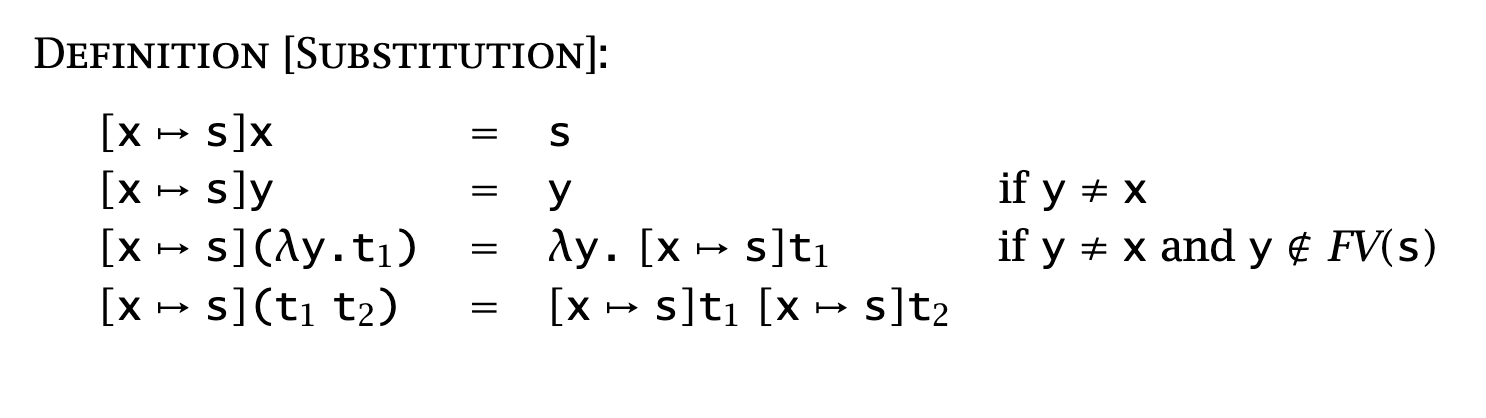 DEFINITION [SUBSTITUTION]:
[x ↦ s]x = s
[x ↦ s]y = y if y ≠ x
[x ↦ s](λy.t₁) = λy. [x ↦ s]t₁ if y ≠ x and y ∉ FV(s)
[x ↦ s](t₁ t₂) = [x ↦ s]t₁ [x ↦ s]t₂